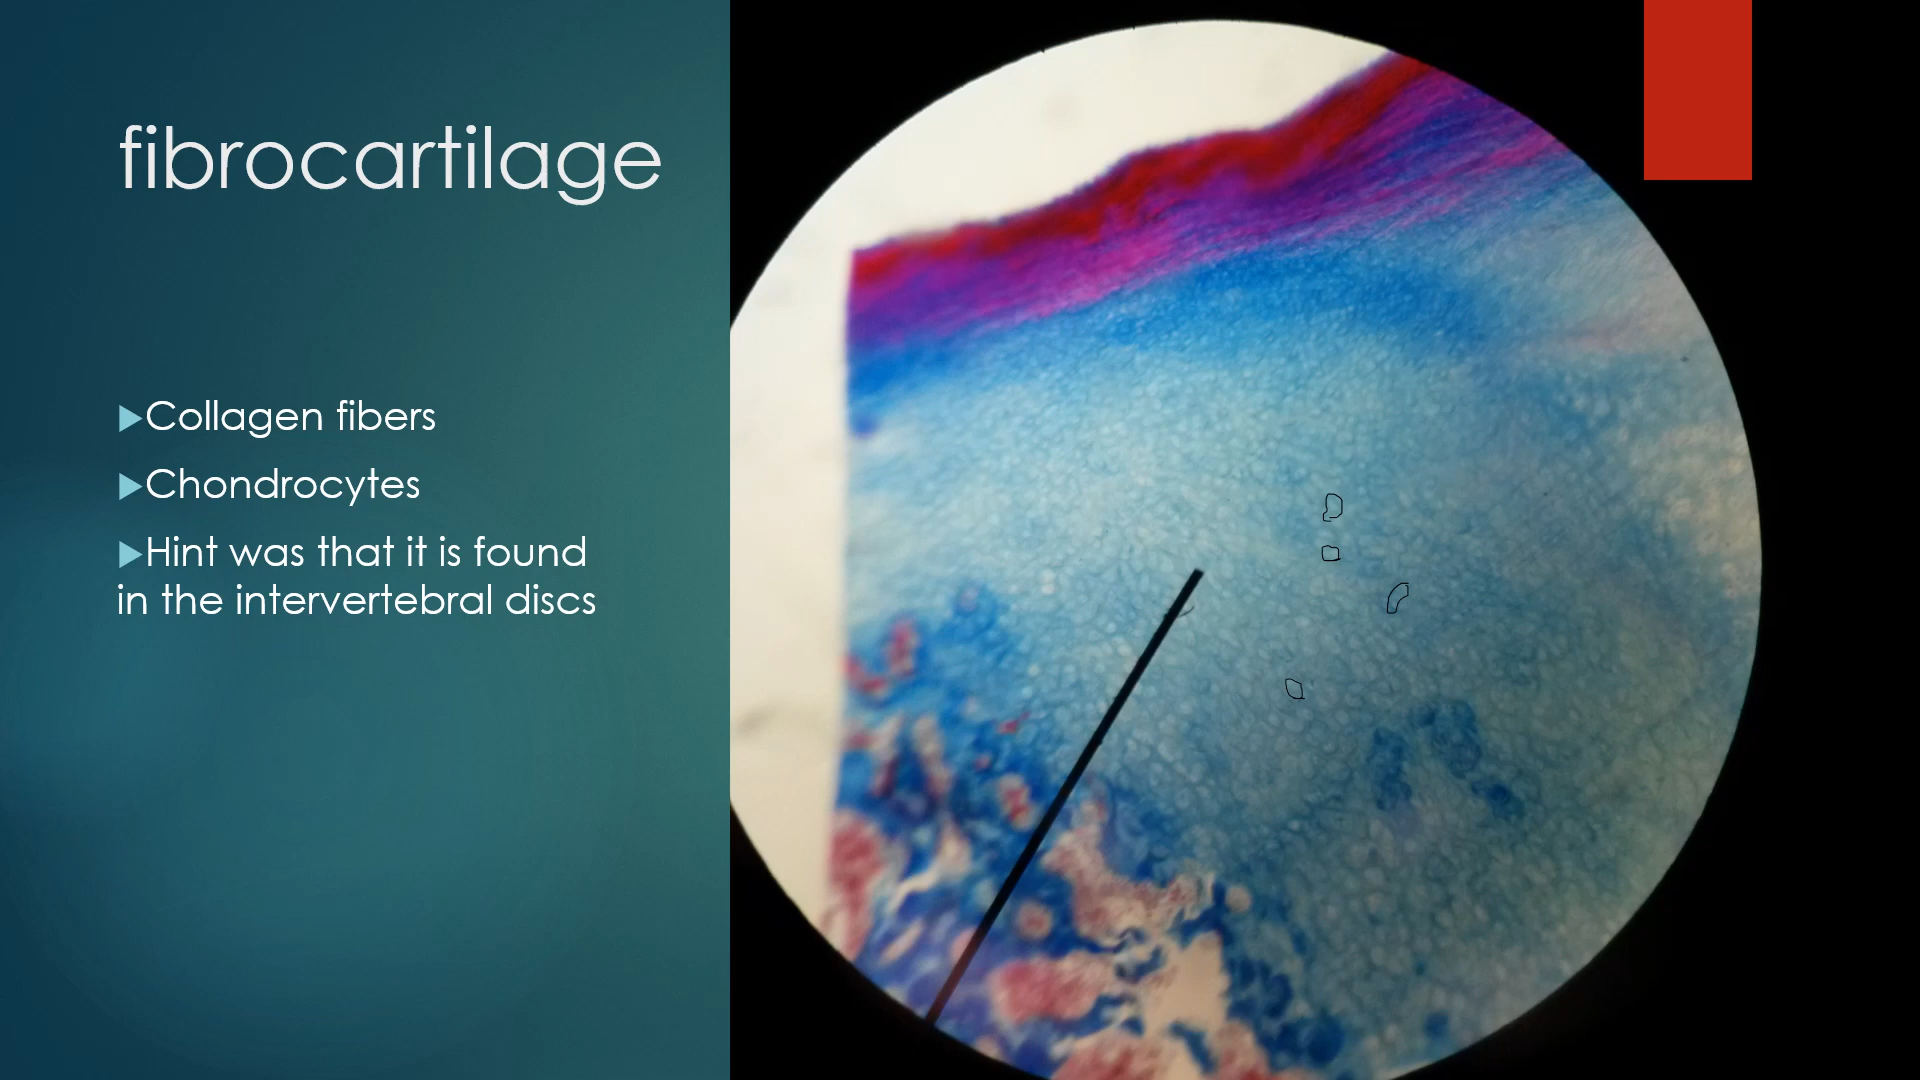 fibrocartilage
Collagen fibers
Chondrocytes
Hint was that it is found
in the intervertebral discs